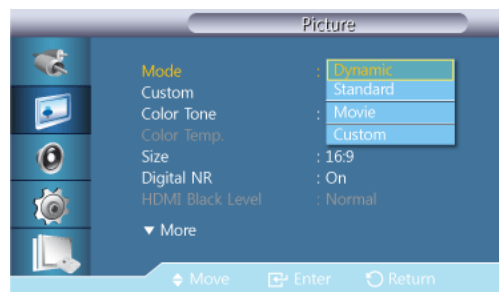 Picture
Mode : Dynamic
Custom Standard
Color Tone : Movie
Color Temp. Custom
Size : 16:9
Digital NR : On
HDMI Black Level : Normal
▼ More
Move Enter Return